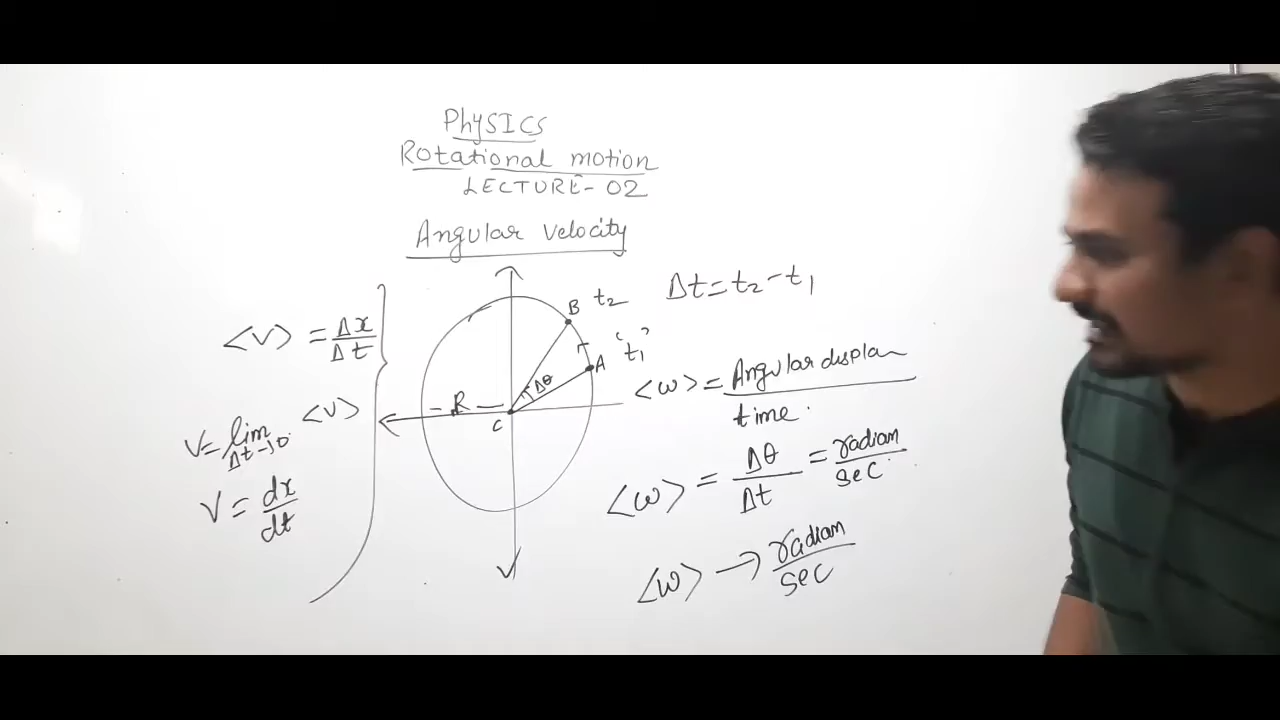 PhySICS
Rotational motion
LECTURE-02
Angular Velocity
<V> = Δx/Δt
V = lim Δt→0 <V>
V = dx/dt
B t₂
A 't₁'
Δθ
- R -
C
Δt = t₂ - t₁
<ω> = Angular displan / time.
<ω> = Δθ/Δt = radian/sec.
<ω> → radian/sec